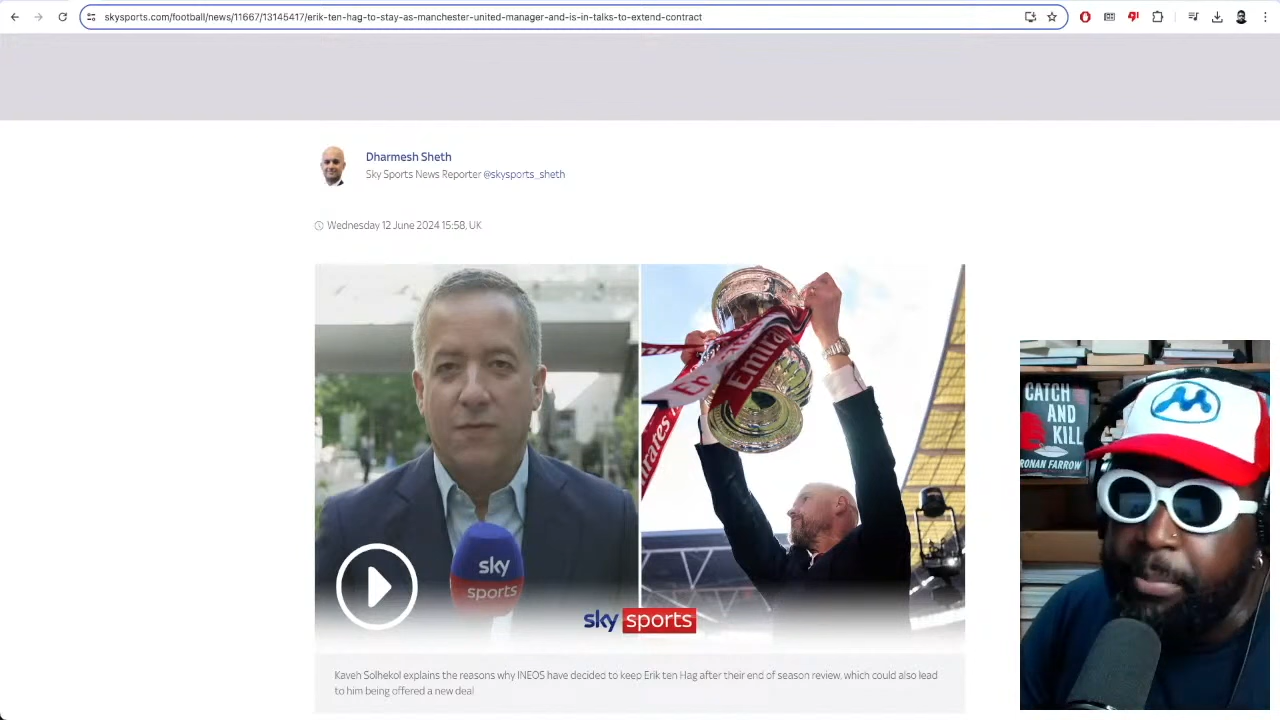 skysports.com/football/news/11667/13145417/erik-ten-hag-to-stay-as-manchester-united-manager-and-is-in-talks-to-extend-contract
Dharmesh Sheth
Sky Sports News Reporter @skysports_sheth
Wednesday 12 June 2024 15:58, UK
Emirates
sky
sports
sky sports
Kaveh Solhekol explains the reasons why INEOS have decided to keep Erik ten Hag after their end of season review, which could also lead
to him being offered a new deal
CATCH
AND
KILL
RONAN FARROW
M